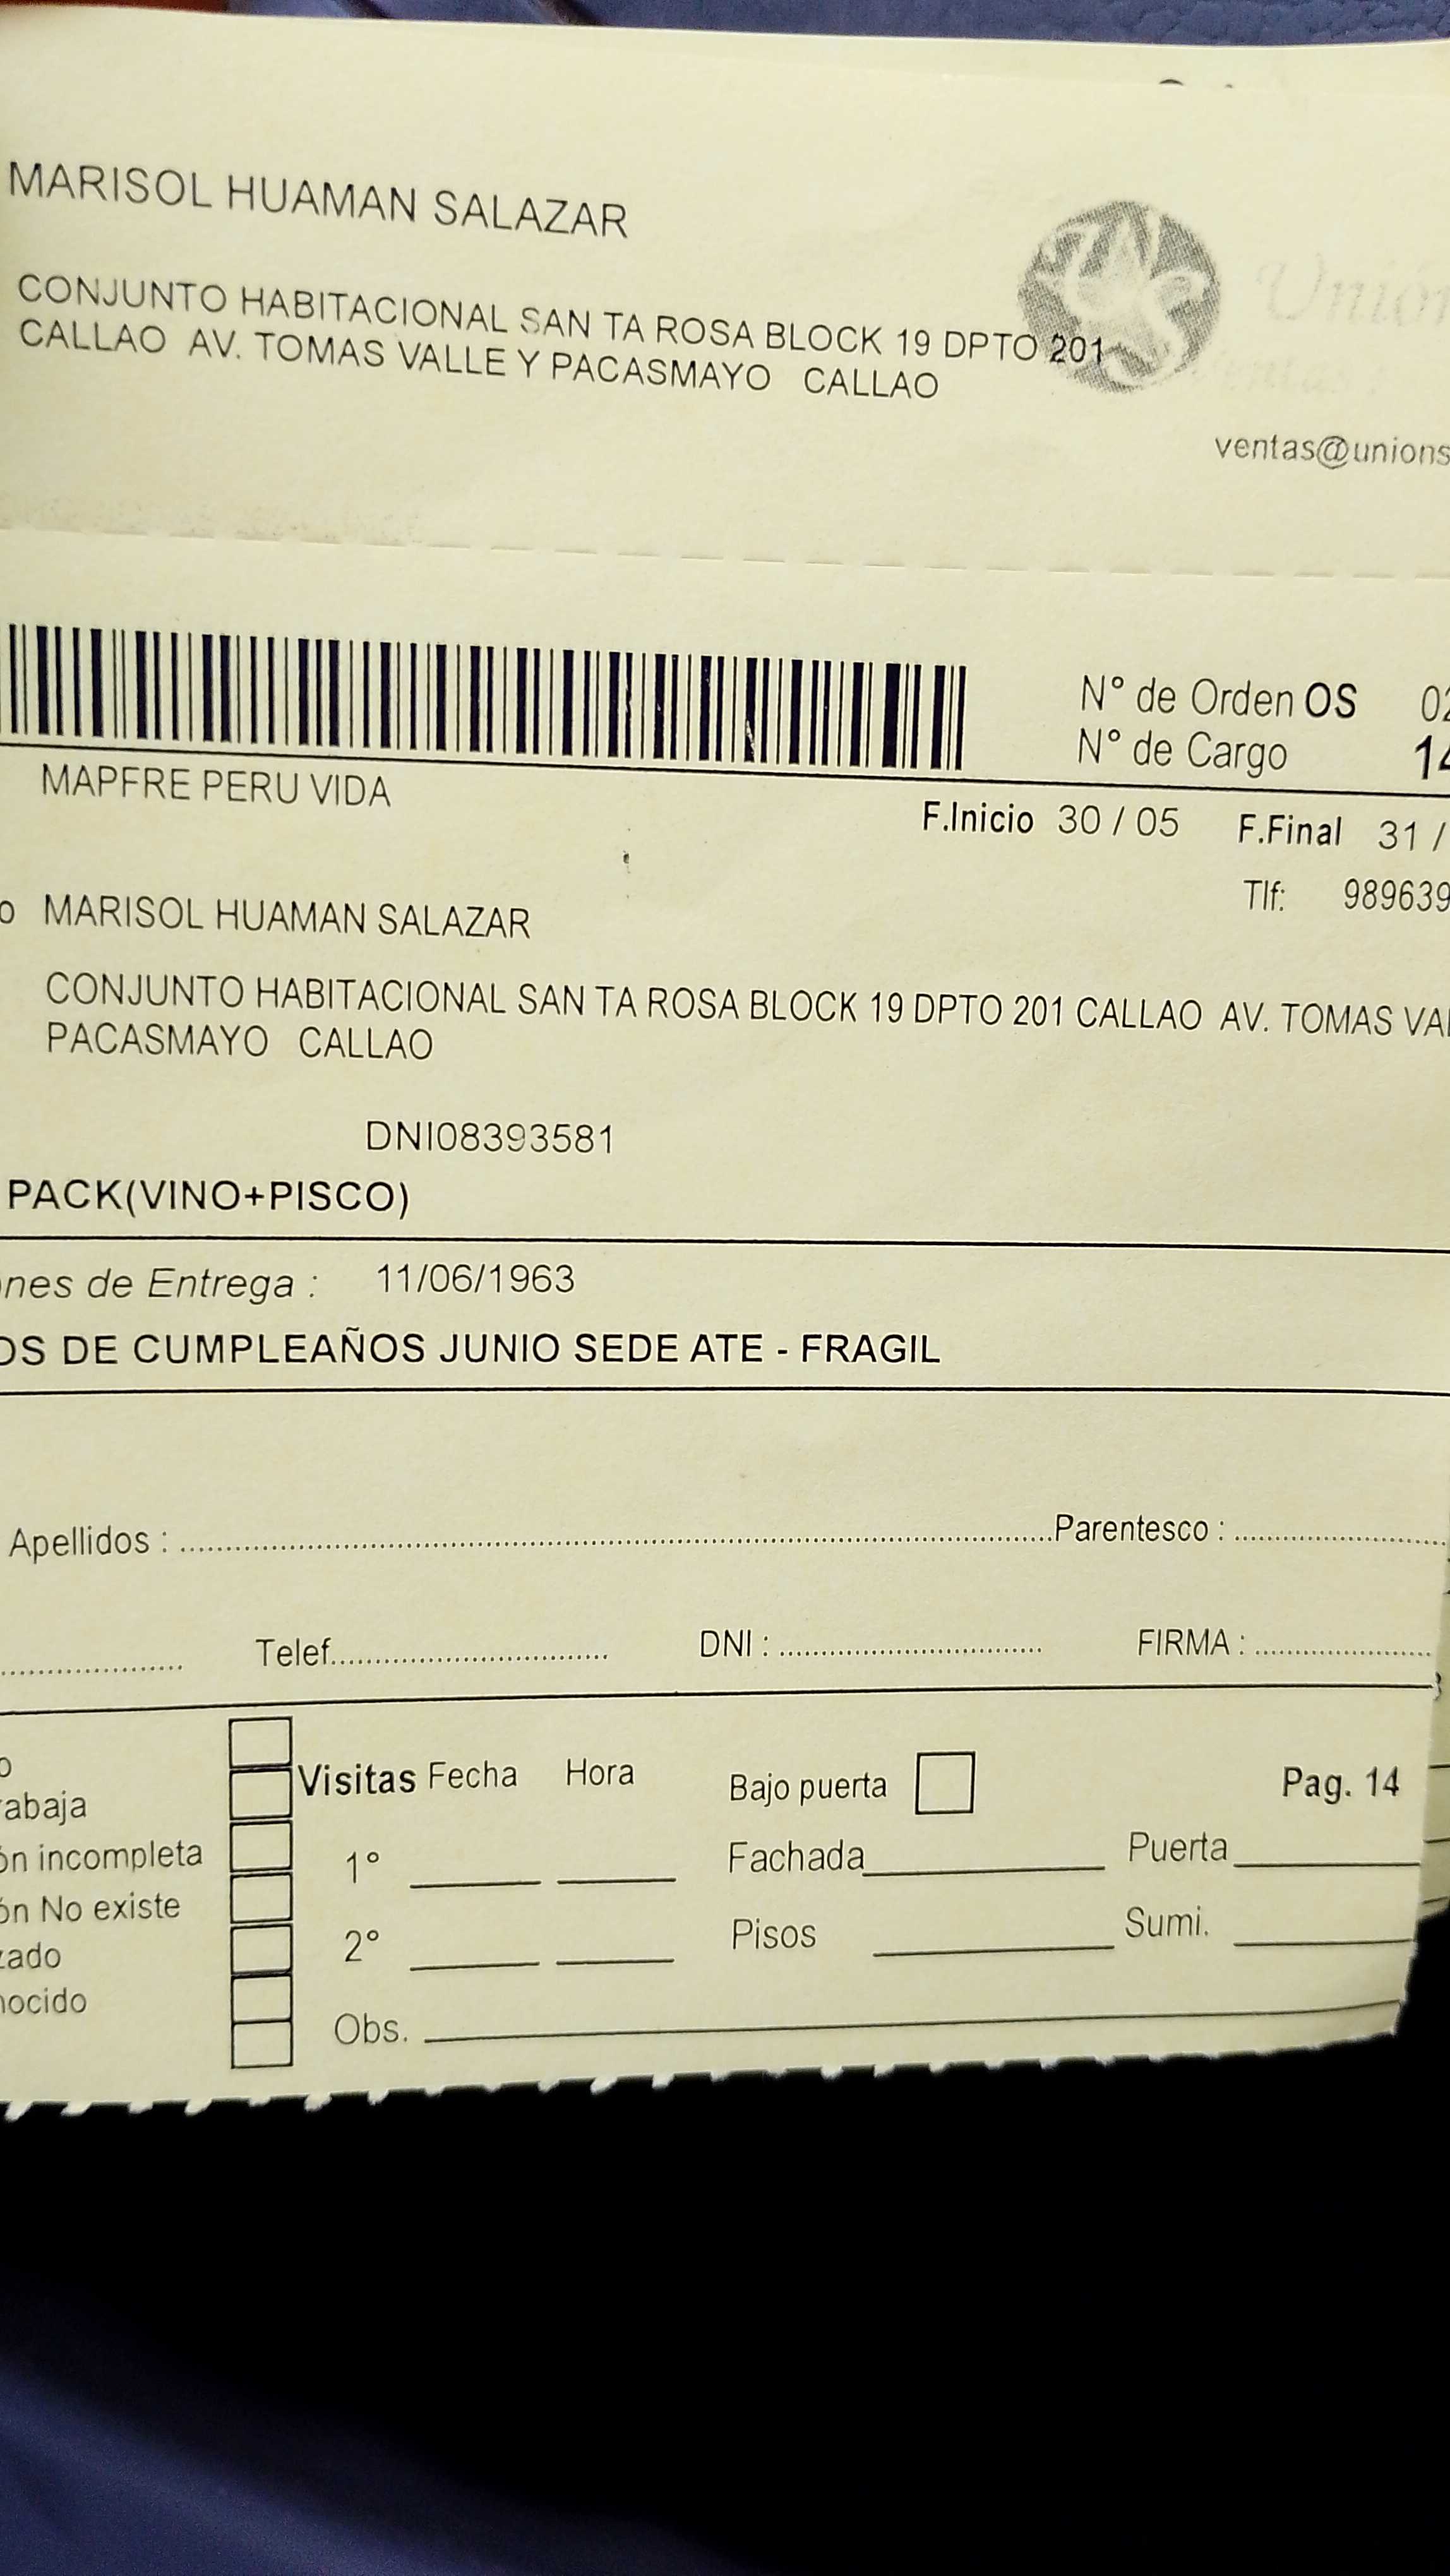 MARISOL HUAMAN SALAZAR
CONJUNTO HABITACIONAL SAN TA ROSA BLOCK 19 DPTO 201
CALLAO AV. TOMAS VALLE Y PACASMAYO CALLAO
Unión
ventas@unions
N° de Orden OS 02
N° de Cargo 14
MAPFRE PERU VIDA
F.Inicio 30 / 05 F.Final 31 /
Tlf: 989639
o MARISOL HUAMAN SALAZAR
CONJUNTO HABITACIONAL SAN TA ROSA BLOCK 19 DPTO 201 CALLAO AV. TOMAS VAL
PACASMAYO CALLAO
DNI08393581
PACK(VINO+PISCO)
nes de Entrega : 11/06/1963
OS DE CUMPLEAÑOS JUNIO SEDE ATE - FRAGIL
Apellidos : Parentesco :
Telef. DNI : FIRMA :
o
rabaja
ón incompleta
ón No existe
zado
nocido
Visitas Fecha Hora
1°
2°
Obs.
Bajo puerta
Pag. 14
Fachada Puerta
Pisos Sumi.